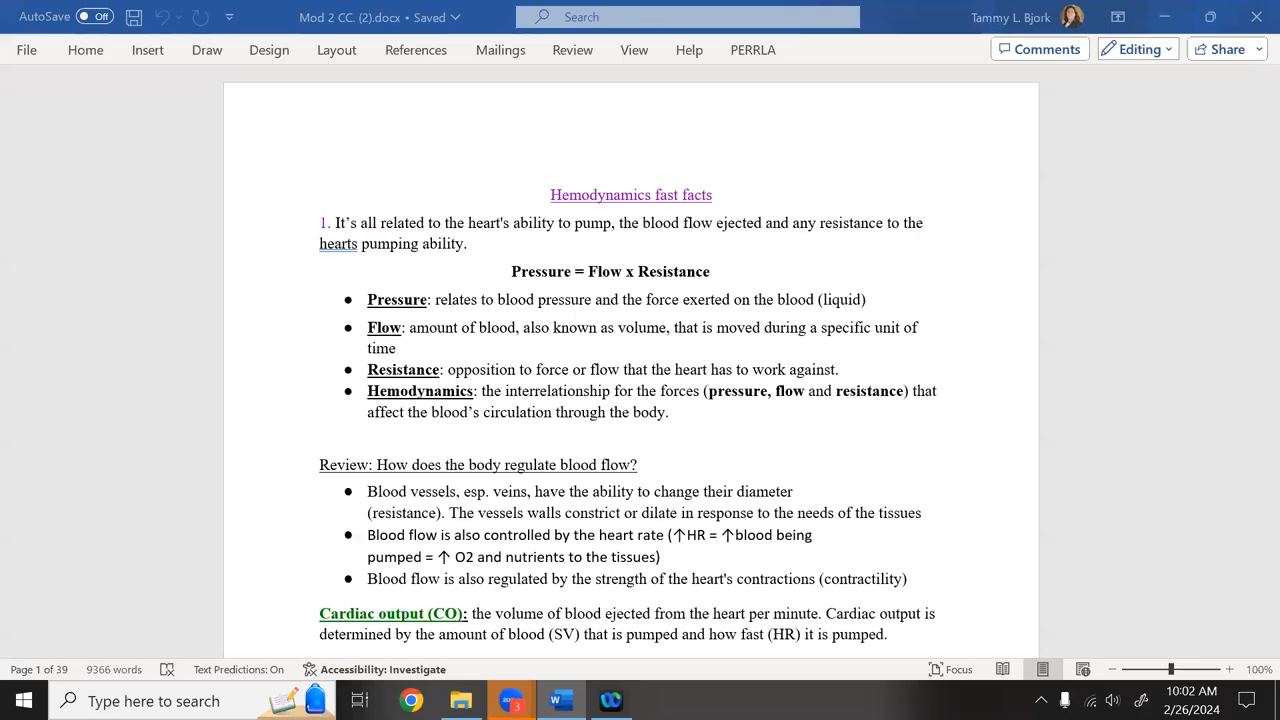 AutoSave Off Mod 2 CC. (2).docx • Saved Search Tammy L. Bjork
File Home Insert Draw Design Layout References Mailings Review View Help PERRLA Comments Editing Share
Hemodynamics fast facts
1. It’s all related to the heart's ability to pump, the blood flow ejected and any resistance to the
hearts pumping ability.
Pressure = Flow x Resistance
● Pressure: relates to blood pressure and the force exerted on the blood (liquid)
● Flow: amount of blood, also known as volume, that is moved during a specific unit of
time
● Resistance: opposition to force or flow that the heart has to work against.
● Hemodynamics: the interrelationship for the forces (pressure, flow and resistance) that
affect the blood’s circulation through the body.
Review: How does the body regulate blood flow?
● Blood vessels, esp. veins, have the ability to change their diameter
(resistance). The vessels walls constrict or dilate in response to the needs of the tissues
● Blood flow is also controlled by the heart rate (↑HR = ↑blood being
pumped = ↑ O2 and nutrients to the tissues)
● Blood flow is also regulated by the strength of the heart's contractions (contractility)
Cardiac output (CO): the volume of blood ejected from the heart per minute. Cardiac output is
determined by the amount of blood (SV) that is pumped and how fast (HR) it is pumped.
Page 1 of 39 9366 words Text Predictions: On Accessibility: Investigate Focus 100%
Type here to search 3 10:02 AM
2/26/2024